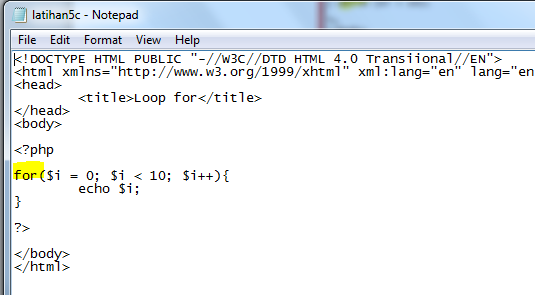 latihan5c - Notepad
File Edit Format View Help
<!DOCTYPE HTML PUBLIC "-//W3C//DTD HTML 4.0 Transiional//EN">
<html xmlns="http://www.w3.org/1999/xhtml" xml:lang="en" lang="en
<head>
<title>Loop for</title>
</head>
<body>
<?php
for($i = 0; $i < 10; $i++){
echo $i;
}
?>
</body>
</html>